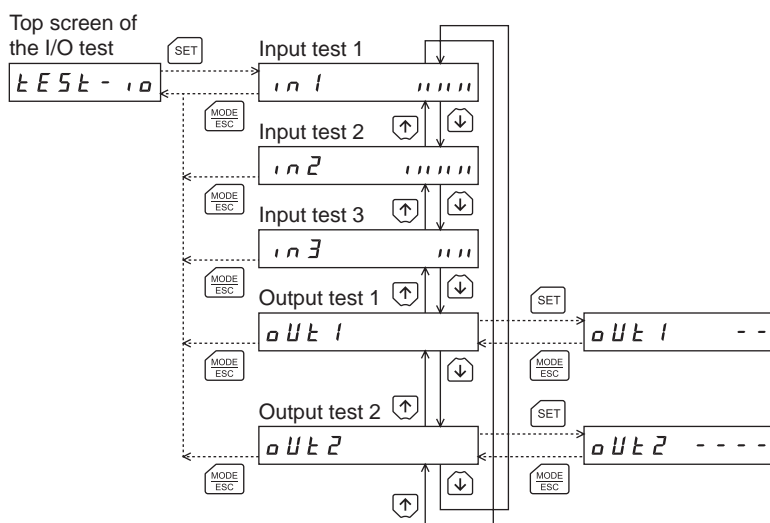 Top screen of
the I/O test
SET
Input test 1
tEST-io
in1
MODE
ESC
Input test 2
in2
MODE
ESC
Input test 3
in3
MODE
ESC
Output test 1
SET
oUt1
oUt1 --
MODE
ESC
MODE
ESC
Output test 2
SET
oUt2
oUt2 ----
MODE
ESC
MODE
ESC